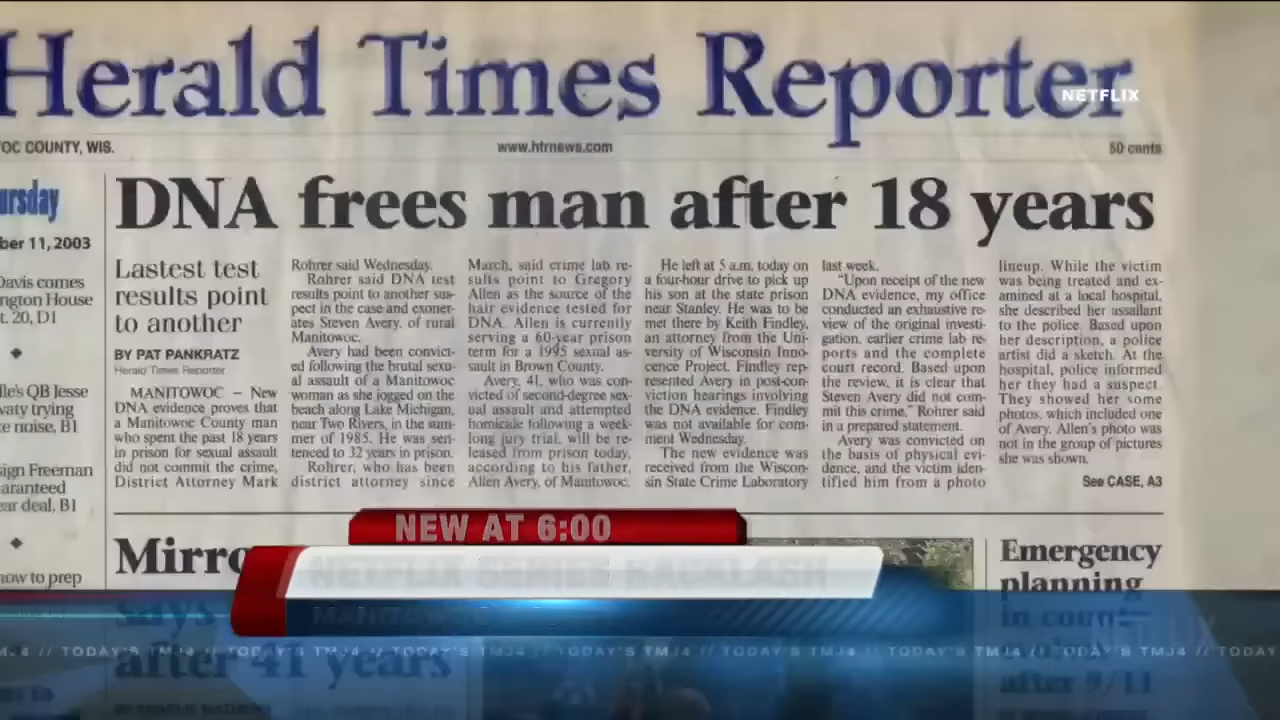 Herald Times Reporter
NETFLIX
OC COUNTY, WIS.
www.htrnews.com
50 cents
ursday
ber 11, 2003
Davis comes
ngton House
t. 20, D1
lle's QB Jesse
vaty trying
e noise, B1
sign Freeman
aranteed
ear deal, B1
how to prep
DNA frees man after 18 years
Lastest test
results point
to another
BY PAT PANKRATZ
Herald Times Reporter
MANITOWOC – New
DNA evidence proves that
a Manitowoc County man
who spent the past 18 years
in prison for sexual assault
did not commit the crime,
District Attorney Mark
Rohrer said Wednesday.
Rohrer said DNA test
results point to another sus-
pect in the case and exoner-
ates Steven Avery, of rural
Manitowoc.
Avery had been convict-
ed following the brutal sexu-
al assault of a Manitowoc
woman as she jogged on the
beach along Lake Michigan,
near Two Rivers, in the sum-
mer of 1985. He was sen-
tenced to 32 years in prison.
Rohrer, who has been
district attorney since
March, said crime lab re-
sults point to Gregory
Allen as the source of the
hair evidence tested for
DNA. Allen is currently
serving a 60-year prison
term for a 1995 sexual as-
sault in Brown County.
Avery, 41, who was con-
victed of second-degree sex-
ual assault and attempted
homicide following a week-
long jury trial, will be re-
leased from prison today,
according to his father,
Allen Avery, of Manitowoc.
He left at 5 a.m. today on
a four-hour drive to pick up
his son at the state prison
near Stanley. He was to be
met there by Keith Findley,
an attorney from the Uni-
versity of Wisconsin Inno-
cence Project. Findley rep-
resented Avery in post-con-
viction hearings involving
the DNA evidence. Findley
was not available for com-
ment Wednesday.
The new evidence was
received from the Wiscon-
sin State Crime Laboratory
last week.
"Upon receipt of the new
DNA evidence, my office
conducted an exhaustive re-
view of the original investi-
gation, earlier crime lab re-
ports and the complete
court record. Based upon
the review, it is clear that
Steven Avery did not com-
mit this crime," Rohrer said
in a prepared statement.
Avery was convicted on
the basis of physical evi-
dence, and the victim iden-
tified him from a photo
lineup. While the victim
was being treated and ex-
amined at a local hospital,
she described her assailant
to the police. Based upon
her description, a police
artist did a sketch. At the
hospital, police informed
her they had a suspect.
They showed her some
photos, which included one
of Avery. Allen's photo was
not in the group of pictures
she was shown.
See CASE, A3
Mirro
says
after 41 years
Emergency
planning
in county
after 9/11
NEW AT 6:00
NETFLIX SERIES BACKLASH
MANITOWOC
TODAY'S TMJ4 // TODAY'S TMJ4 // TODAY'S TMJ4 // TODAY'S TMJ4 // TODAY'S TMJ4 // TODAY